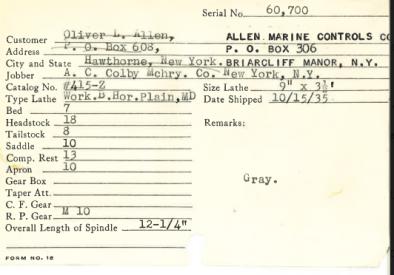 Serial No. 60,700
Customer Oliver L. Allen, ALLEN MARINE CONTROLS CO
Address P. O. Box 608, P. O. BOX 306
City and State Hawthorne, New York. BRIARCLIFF MANOR, N.Y.
Jobber A. C. Colby Mchry. Co. New York, N.Y.
Catalog No. #415-Z Size Lathe 9" x 3½'
Type Lathe Work.B.Hor.Plain,MD Date Shipped 10/15/35
Bed 7
Headstock 18 Remarks:
Tailstock 8
Saddle 10
Comp. Rest 13
Apron 10
Gear Box Gray.
Taper Att.
C. F. Gear
R. P. Gear M 10
Overall Length of Spindle 12-1/4"
FORM NO. 12